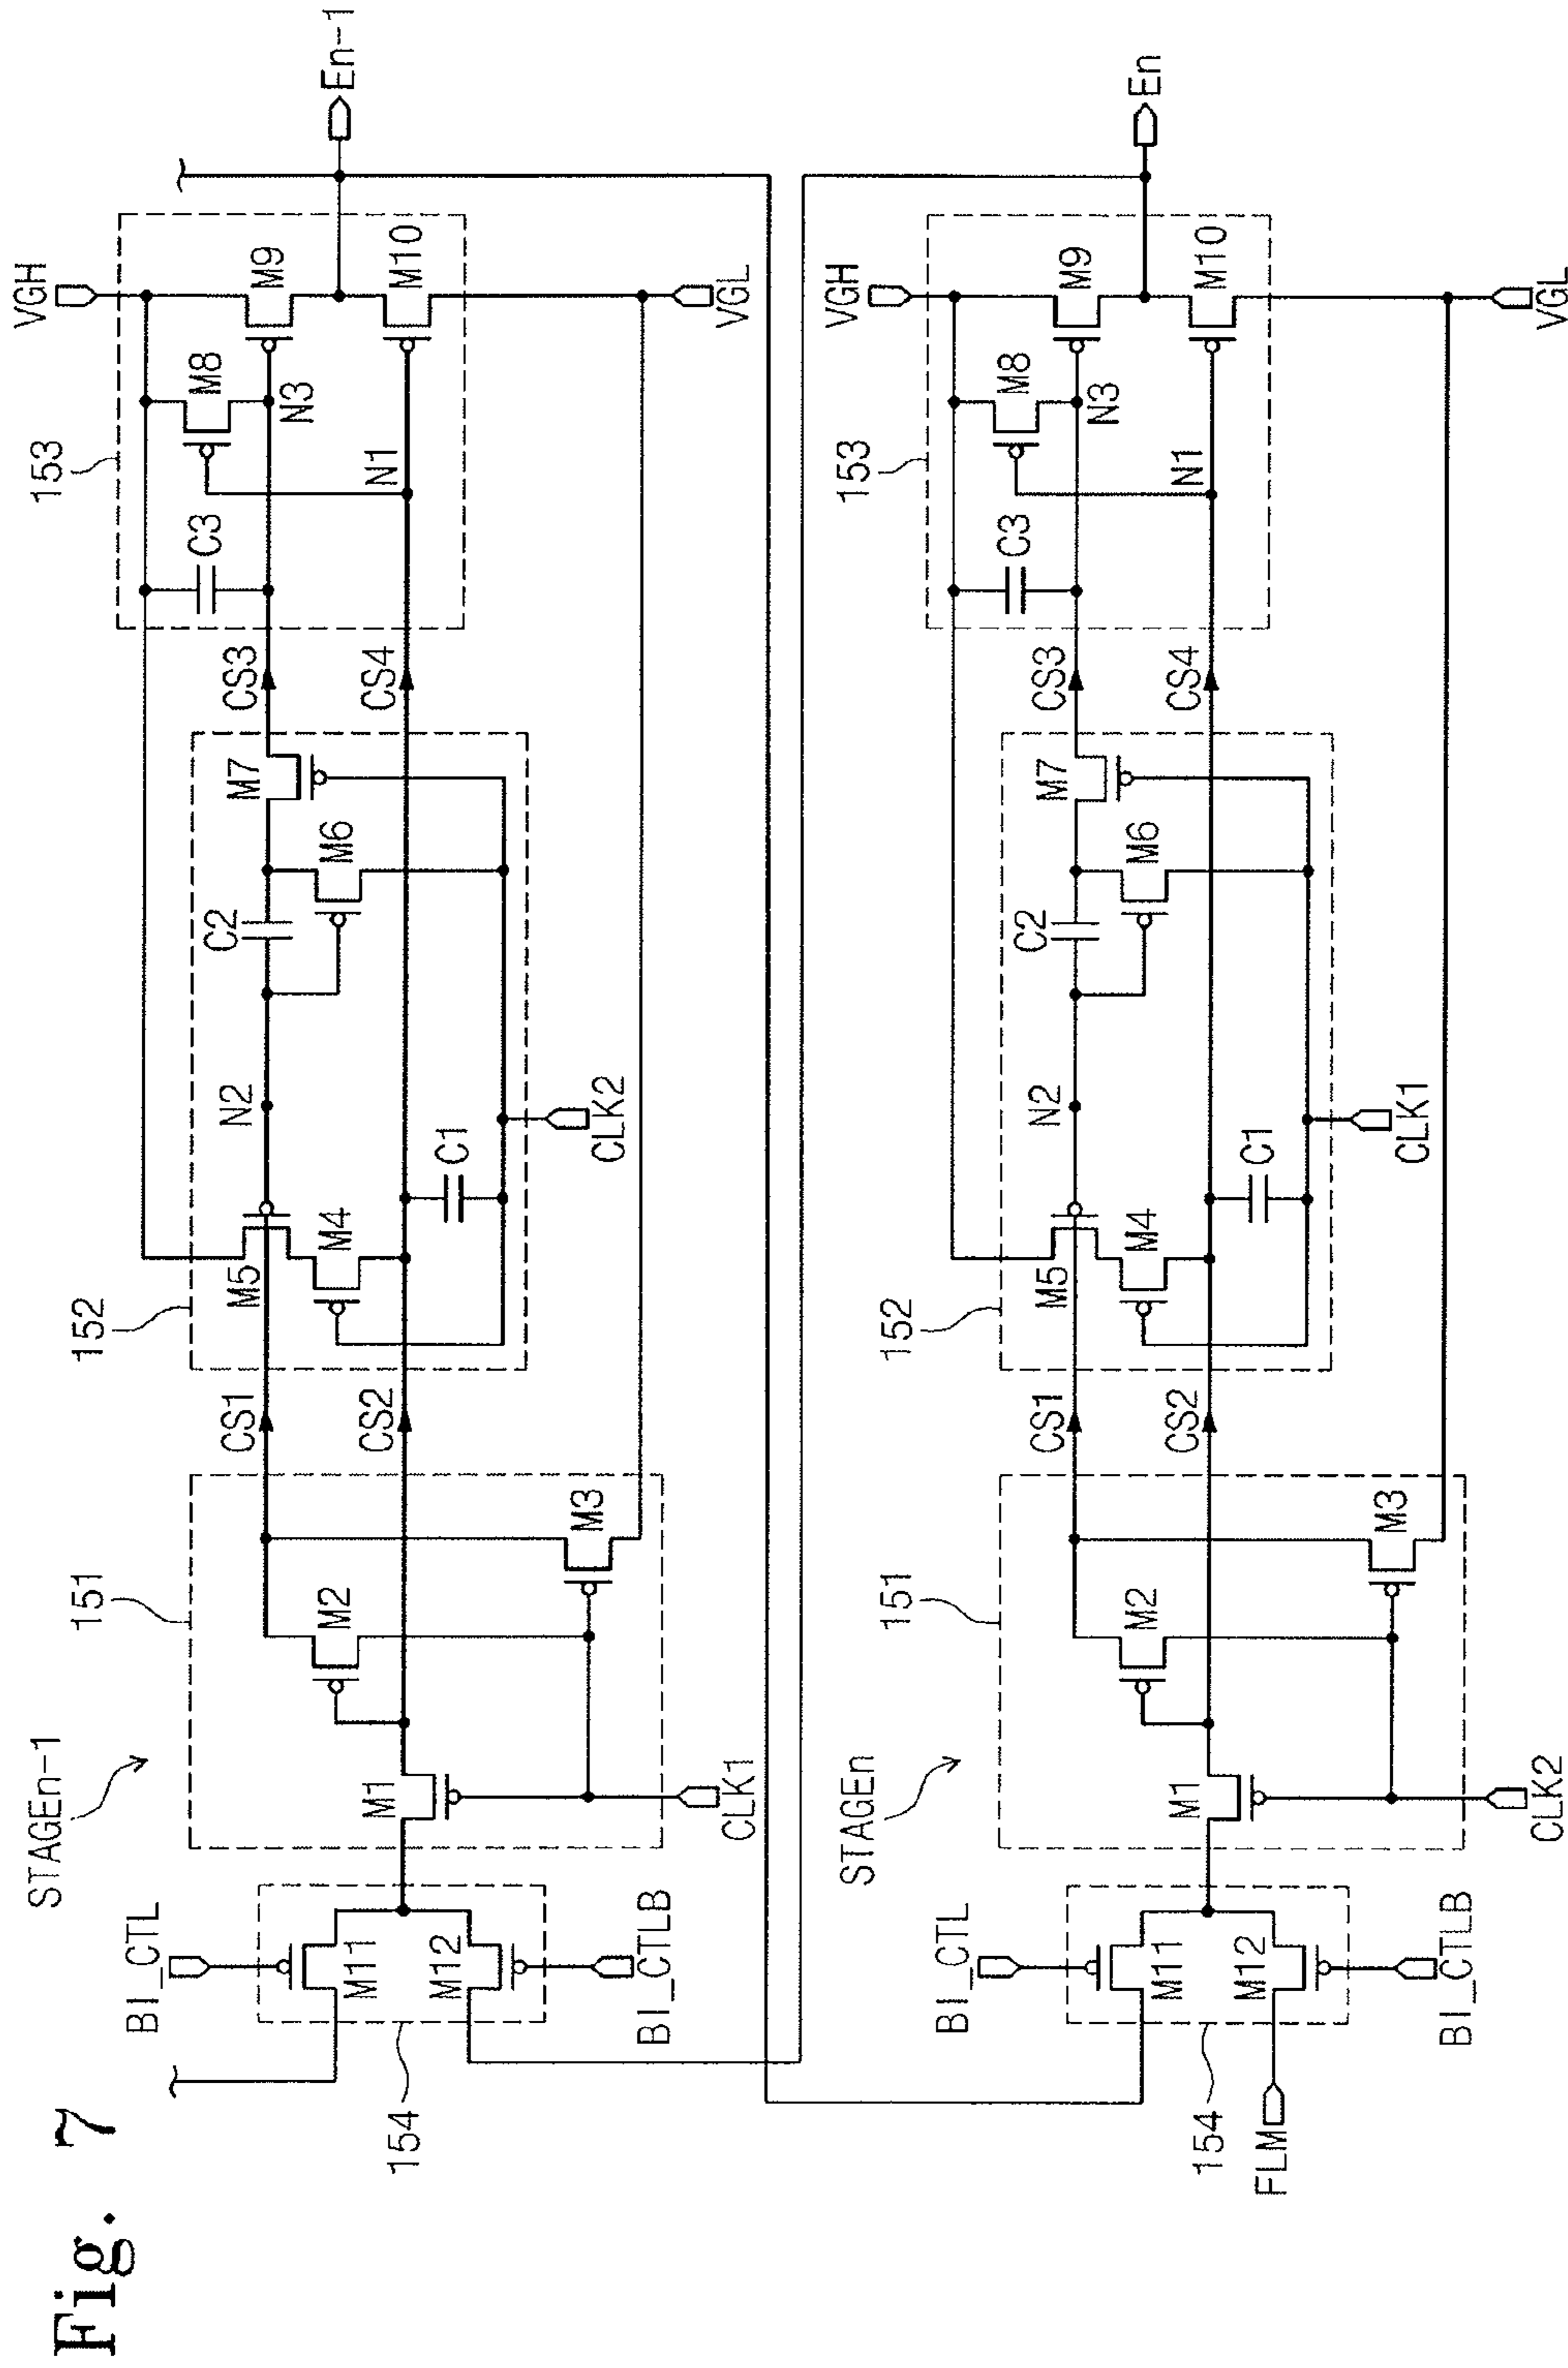 Fig. 7
STAGEn-1
BI_CTL
M11
M12
BI_CTLB
154
151
M1
M2
M3
CLK1
CS1
CS2
152
M5
M4
C1
N2
C2
M6
M7
CLK2
CS3
CS4
153
C3
M8
N1
N3
M9
M10
VGH
VGL
En-1
STAGEn
BI_CTL
M11
M12
BI_CTLB
FLM
154
151
M1
M2
M3
CLK2
CS1
CS2
152
M5
M4
C1
N2
C2
M6
M7
CLK1
CS3
CS4
153
C3
M8
N1
N3
M9
M10
VGH
VGL
En